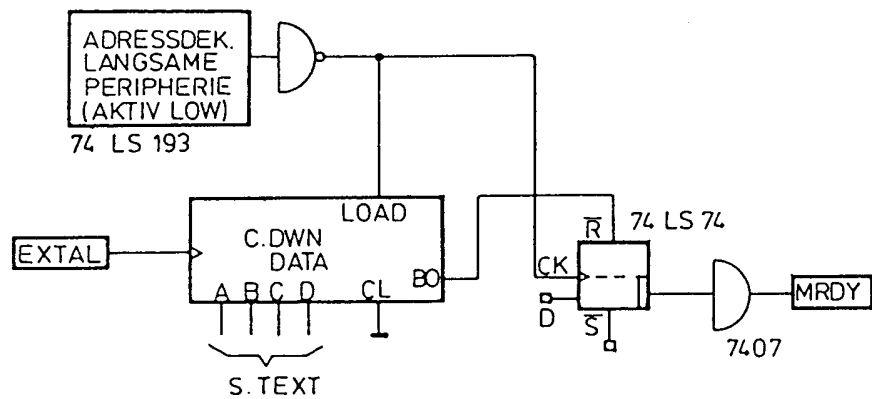 ADRESSDEK.
LANGSAME
PERIPHERIE
(AKTIV LOW)
74 LS 193
LOAD
C.DWN
DATA
BO
A B C D CL
EXTAL
S. TEXT
R
74 LS 74
CK
D
S
7407
MRDY